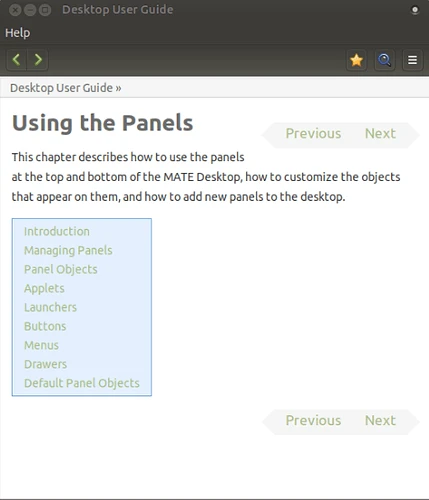 Desktop User Guide
Help
Desktop User Guide »
Using the Panels
Previous Next
This chapter describes how to use the panels
at the top and bottom of the MATE Desktop, how to customize the objects
that appear on them, and how to add new panels to the desktop.
Introduction
Managing Panels
Panel Objects
Applets
Launchers
Buttons
Menus
Drawers
Default Panel Objects
Previous Next